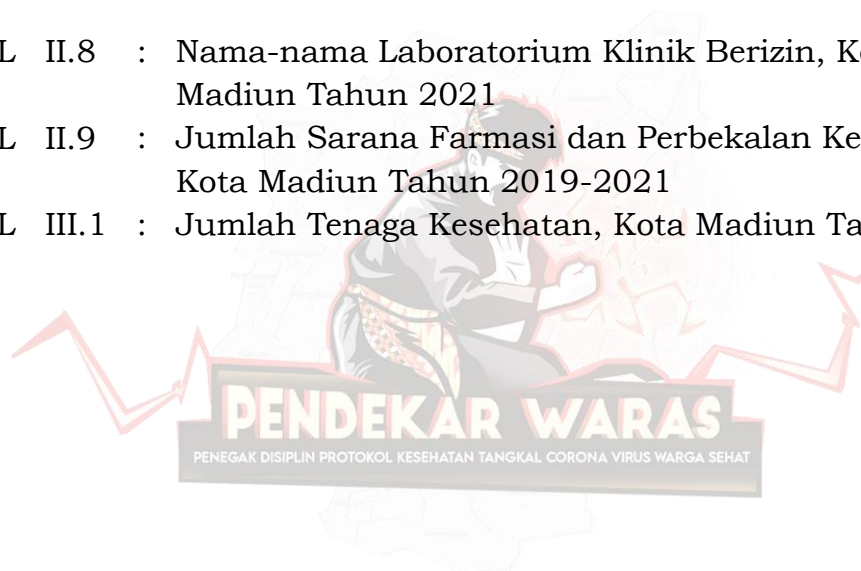 L II.8 : Nama-nama Laboratorium Klinik Berizin, K
Madiun Tahun 2021
L II.9 : Jumlah Sarana Farmasi dan Perbekalan Ke
Kota Madiun Tahun 2019-2021
L III.1 : Jumlah Tenaga Kesehatan, Kota Madiun Ta
PENDEKAR WARAS
PENEGAK DISIPLIN PROTOKOL KESEHATAN TANGKAL CORONA VIRUS WARGA SEHAT